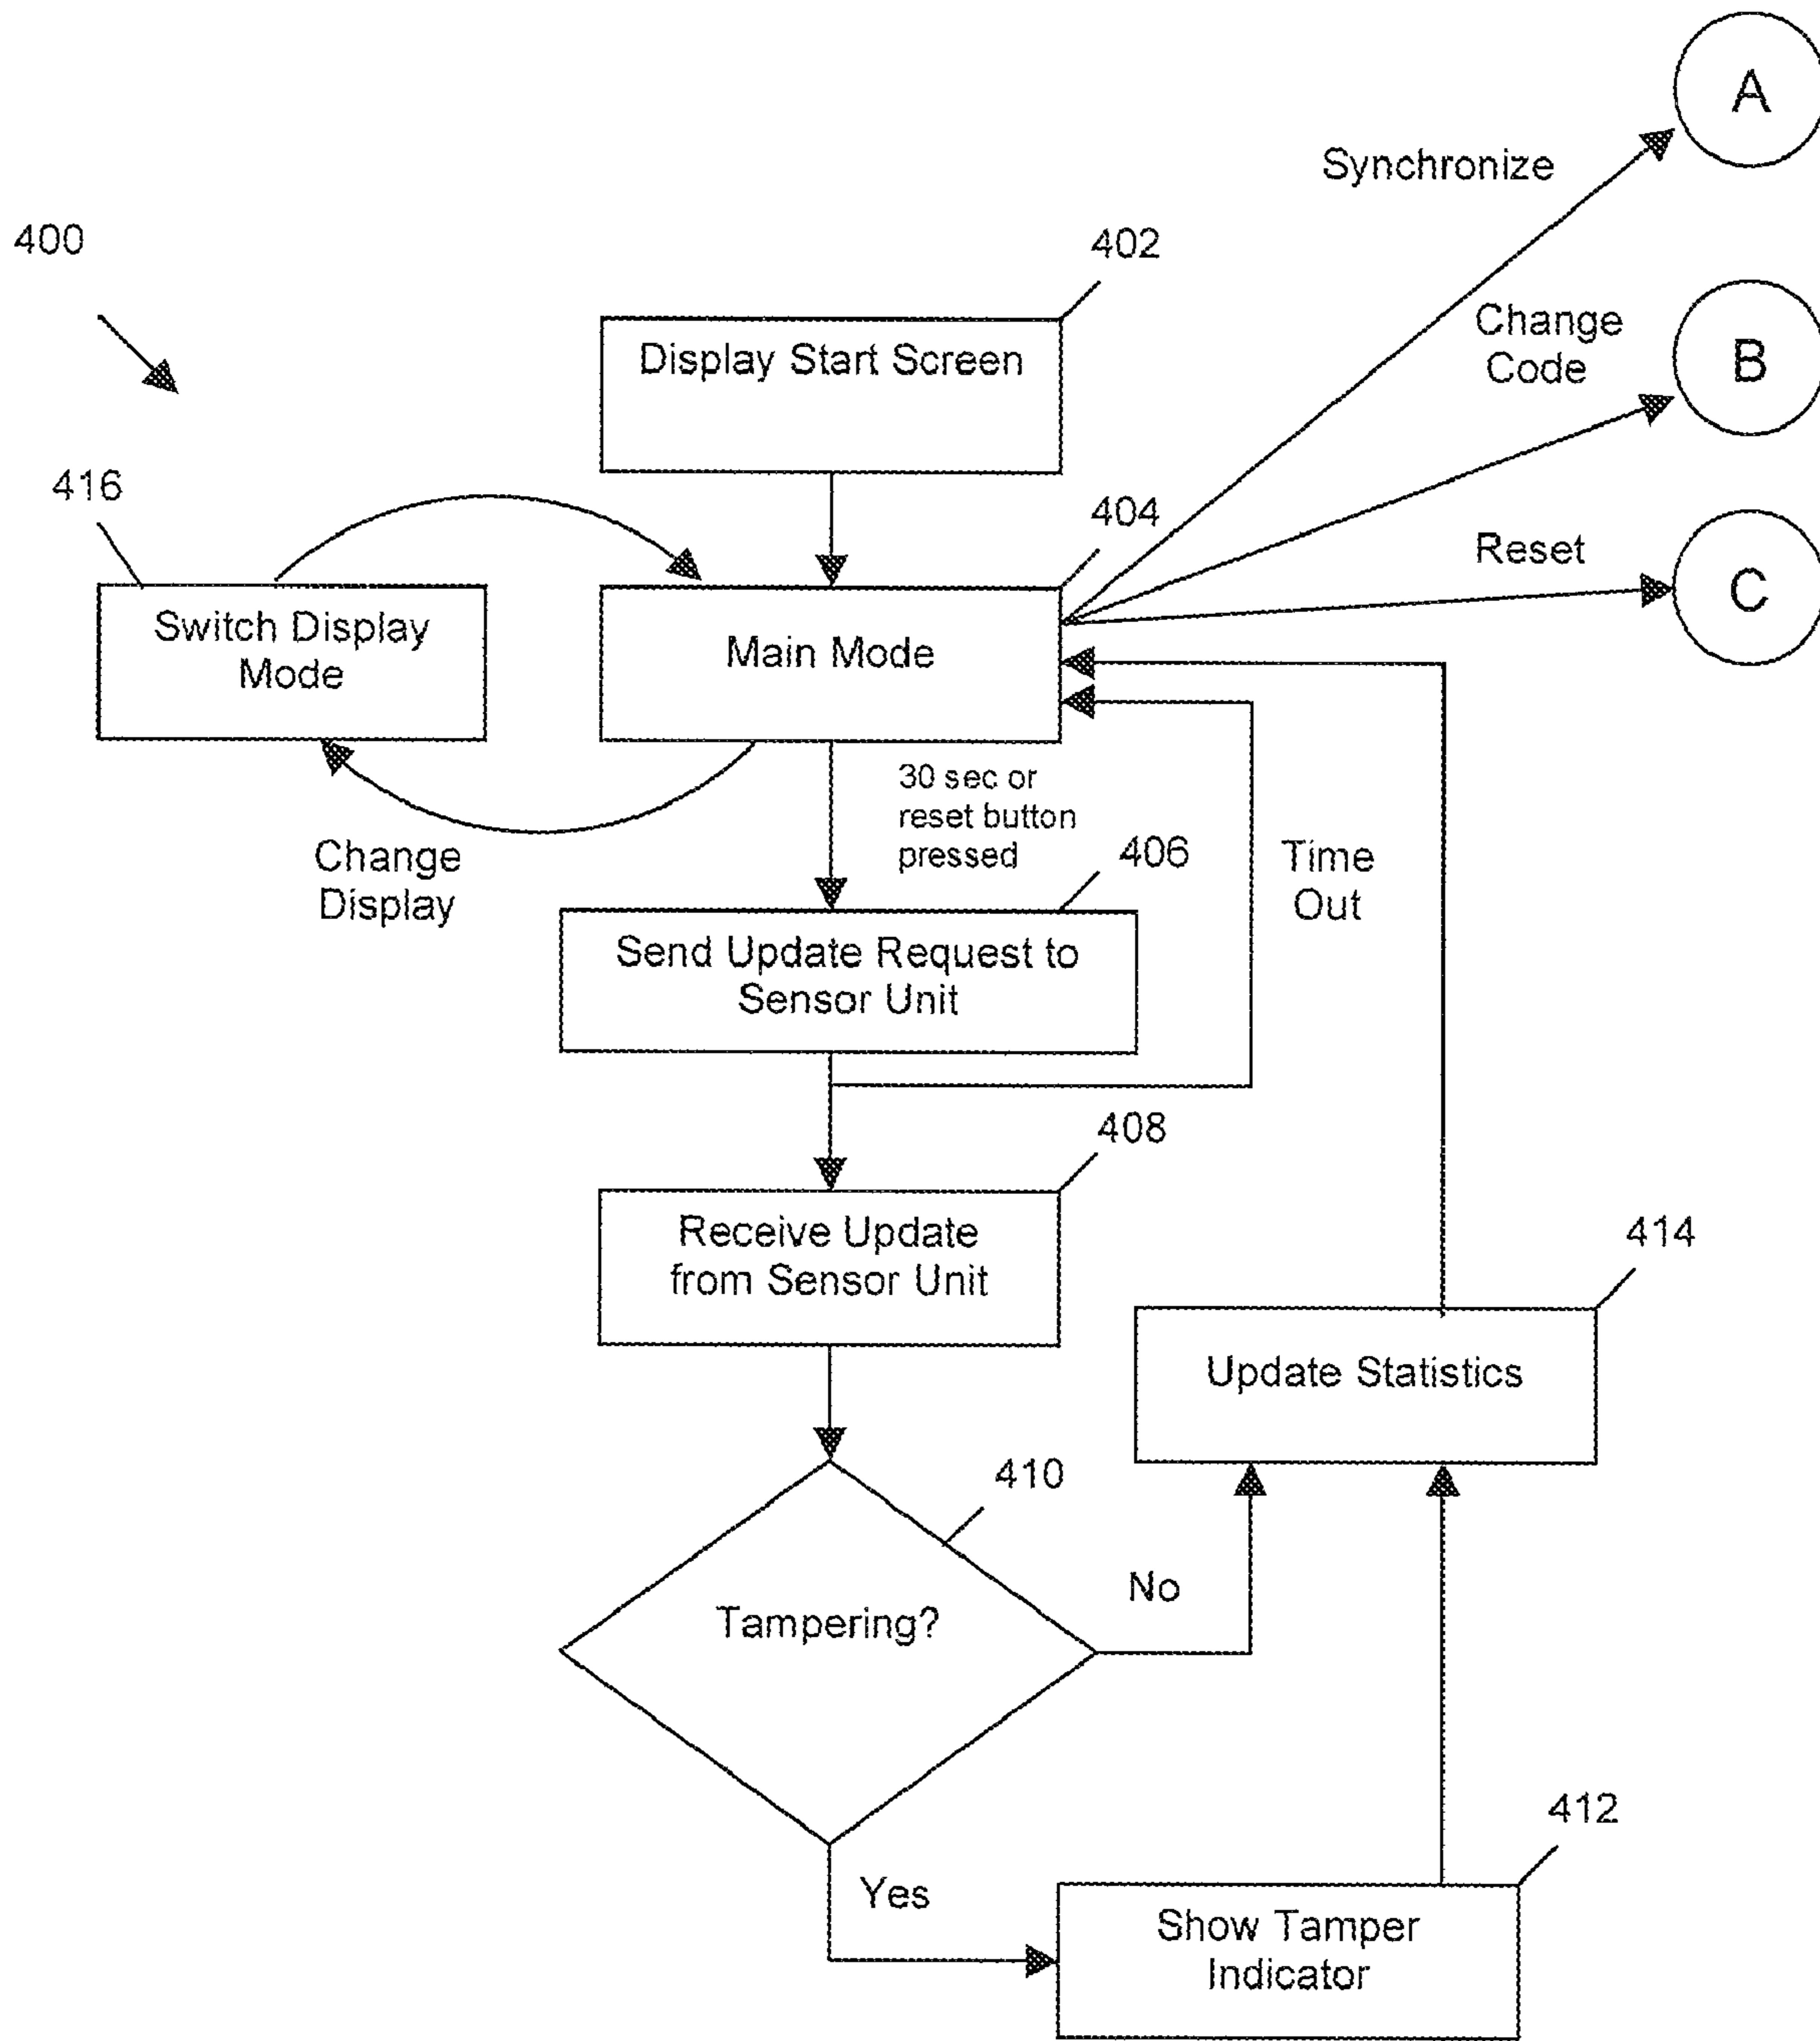 A
Synchronize
400
402
Change
Code
B
Display Start Screen
416
404
Reset
C
Switch Display
Mode
Main Mode
30 sec or
reset button
pressed
Change
Display
406
Time
Out
Send Update Request to
Sensor Unit
408
Receive Update
from Sensor Unit
414
Update Statistics
410
Tampering?
No
Yes
412
Show Tamper
Indicator